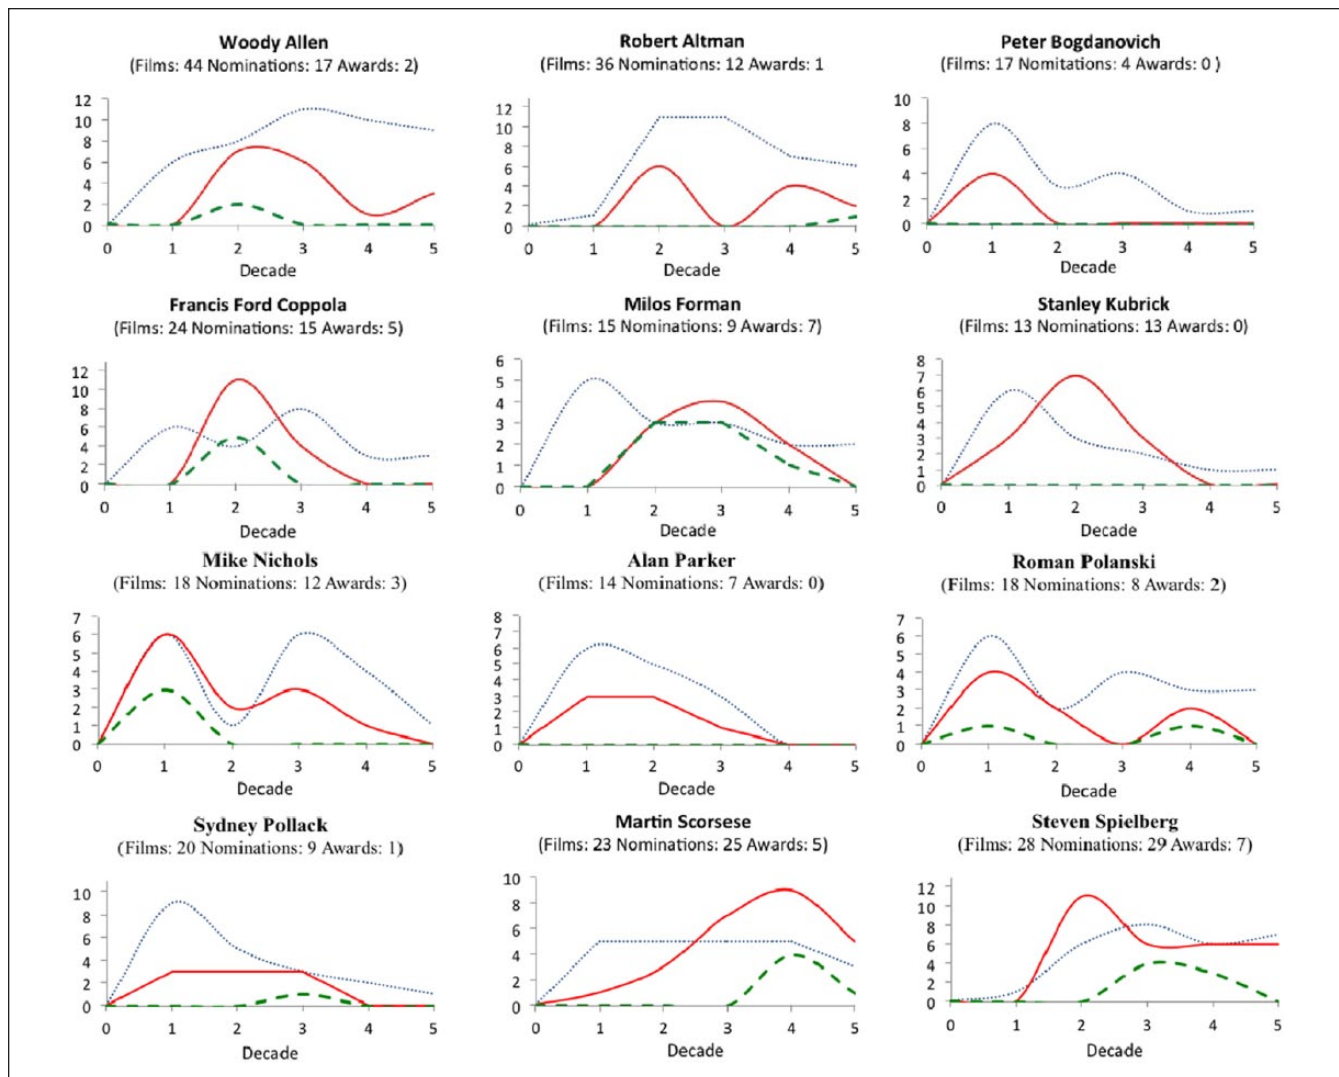 Woody Allen
(Films: 44 Nominations: 17 Awards: 2)
12
10
8
6
4
2
0
0 1 2 3 4 5
Decade
Robert Altman
(Films: 36 Nominations: 12 Awards: 1
12
10
8
6
4
2
0
0 1 2 3 4 5
Decade
Peter Bogdanovich
(Films: 17 Nomitations: 4 Awards: 0 )
10
8
6
4
2
0
0 1 2 3 4 5
Decade
Francis Ford Coppola
(Films: 24 Nominations: 15 Awards: 5)
12
10
8
6
4
2
0
0 1 2 3 4 5
Decade
Milos Forman
(Films: 15 Nominations: 9 Awards: 7)
6
5
4
3
2
1
0
0 1 2 3 4 5
Decade
Stanley Kubrick
(Films: 13 Nominations: 13 Awards: 0)
8
7
6
5
4
3
2
1
0
0 1 2 3 4 5
Decade
Mike Nichols
(Films: 18 Nominations: 12 Awards: 3)
7
6
5
4
3
2
1
0
0 1 2 3 4 5
Decade
Alan Parker
(Films: 14 Nominations: 7 Awards: 0)
8
7
6
5
4
3
2
1
0
0 1 2 3 4 5
Decade
Roman Polanski
(Films: 18 Nominations: 8 Awards: 2)
7
6
5
4
3
2
1
0
0 1 2 3 4 5
Decade
Sydney Pollack
(Films: 20 Nominations: 9 Awards: 1)
10
8
6
4
2
0
0 1 2 3 4 5
Decade
Martin Scorsese
(Films: 23 Nominations: 25 Awards: 5)
10
8
6
4
2
0
0 1 2 3 4 5
Decade
Steven Spielberg
(Films: 28 Nominations: 29 Awards: 7)
12
10
8
6
4
2
0
0 1 2 3 4 5
Decade